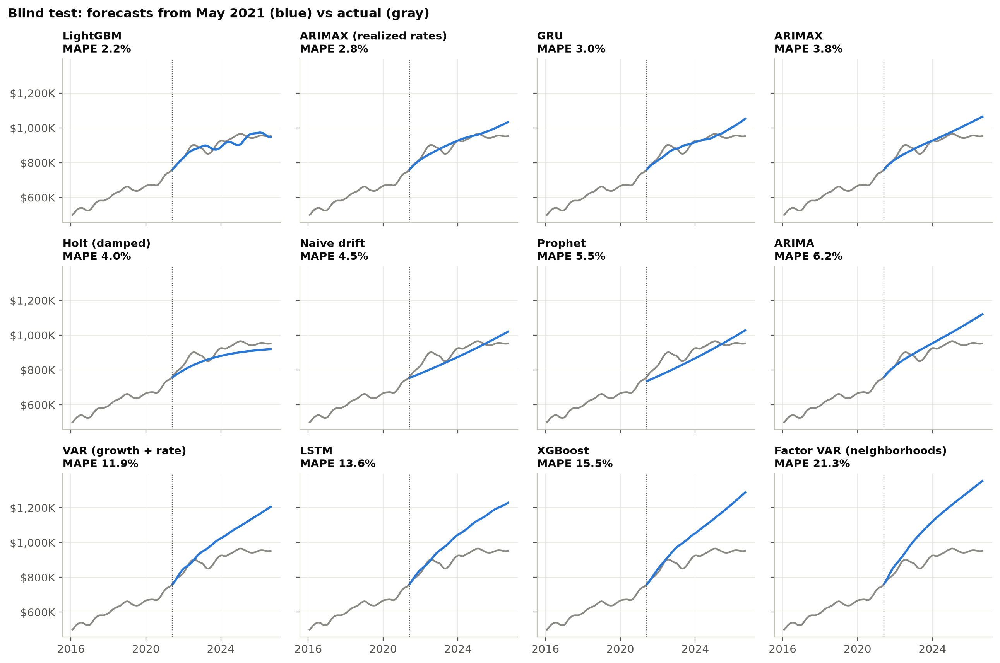 Blind test: forecasts from May 2021 (blue) vs actual (gray)
LightGBM
MAPE 2.2%
ARIMAX (realized rates)
MAPE 2.8%
GRU
MAPE 3.0%
ARIMAX
MAPE 3.8%
$1,200K
$1,000K
$800K
$600K
Holt (damped)
MAPE 4.0%
Naive drift
MAPE 4.5%
Prophet
MAPE 5.5%
ARIMA
MAPE 6.2%
$1,200K
$1,000K
$800K
$600K
VAR (growth + rate)
MAPE 11.9%
LSTM
MAPE 13.6%
XGBoost
MAPE 15.5%
Factor VAR (neighborhoods)
MAPE 21.3%
$1,200K
$1,000K
$800K
$600K
2016 2020 2024 2016 2020 2024 2016 2020 2024 2016 2020 2024